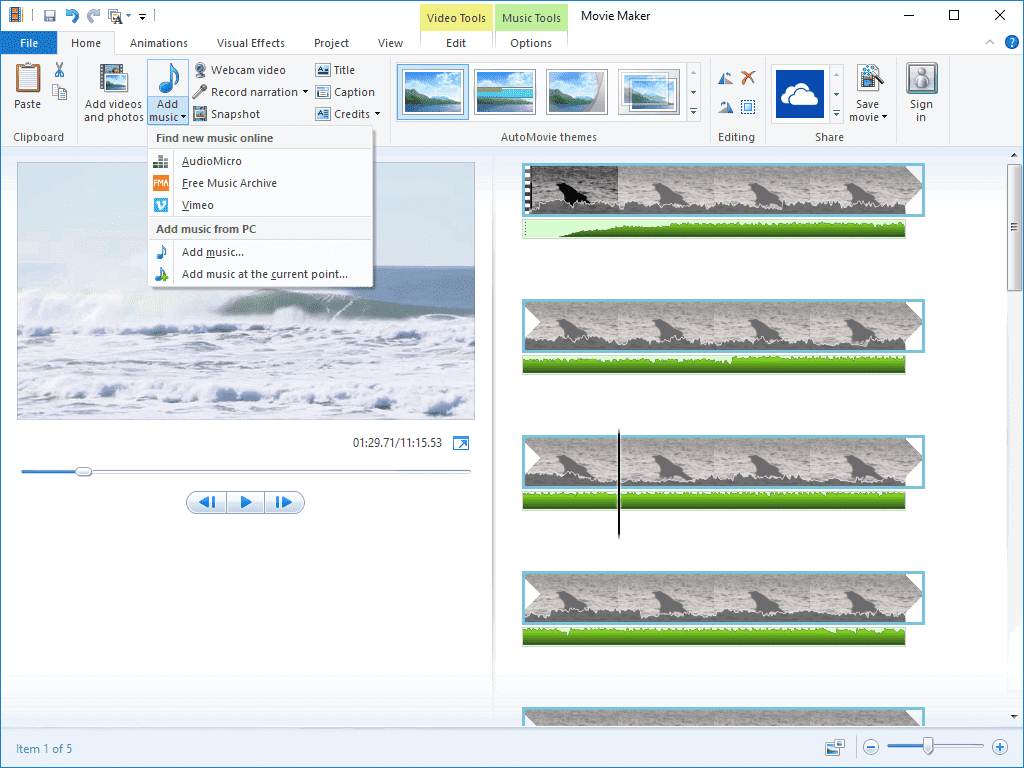 Video Tools
Music Tools
Movie Maker
File
Home
Animations
Visual Effects
Project
View
Edit
Options
Paste
Add videos
and photos
Add
music
Webcam video
Record narration
Snapshot
Title
Caption
Credits
Save
movie
Sign
in
Clipboard
AutoMovie themes
Editing
Share
Find new music online
AudioMicro
FMA
Free Music Archive
Vimeo
Add music from PC
Add music...
Add music at the current point...
01:29.71/11:15.53
Item 1 of 5